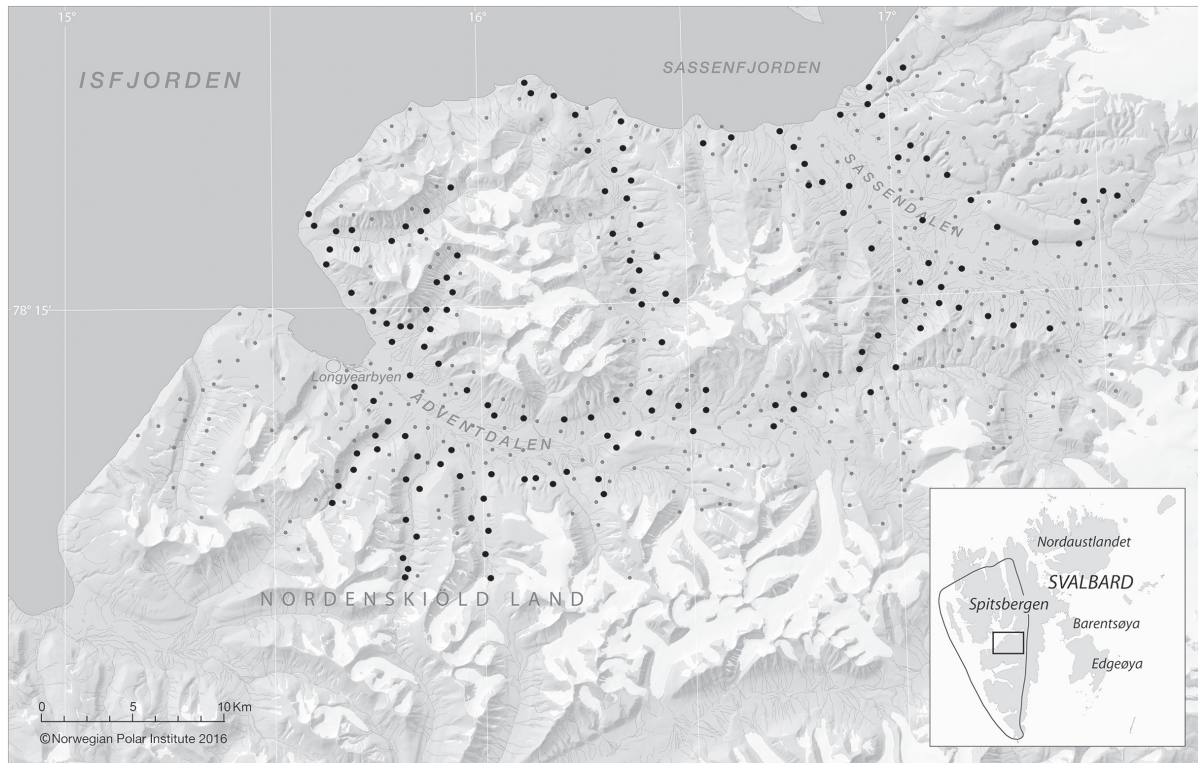 15°
16°
17°
ISFJORDEN
SASSENFJORDEN
SASSENDALEN
78° 15'
Longyearbyen
ADVENTDALEN
NORDENSKIÖLD LAND
Nordaustlandet
SVALBARD
Spitsbergen
Barentsøya
Edgeøya
0 5 10 Km
©Norwegian Polar Institute 2016